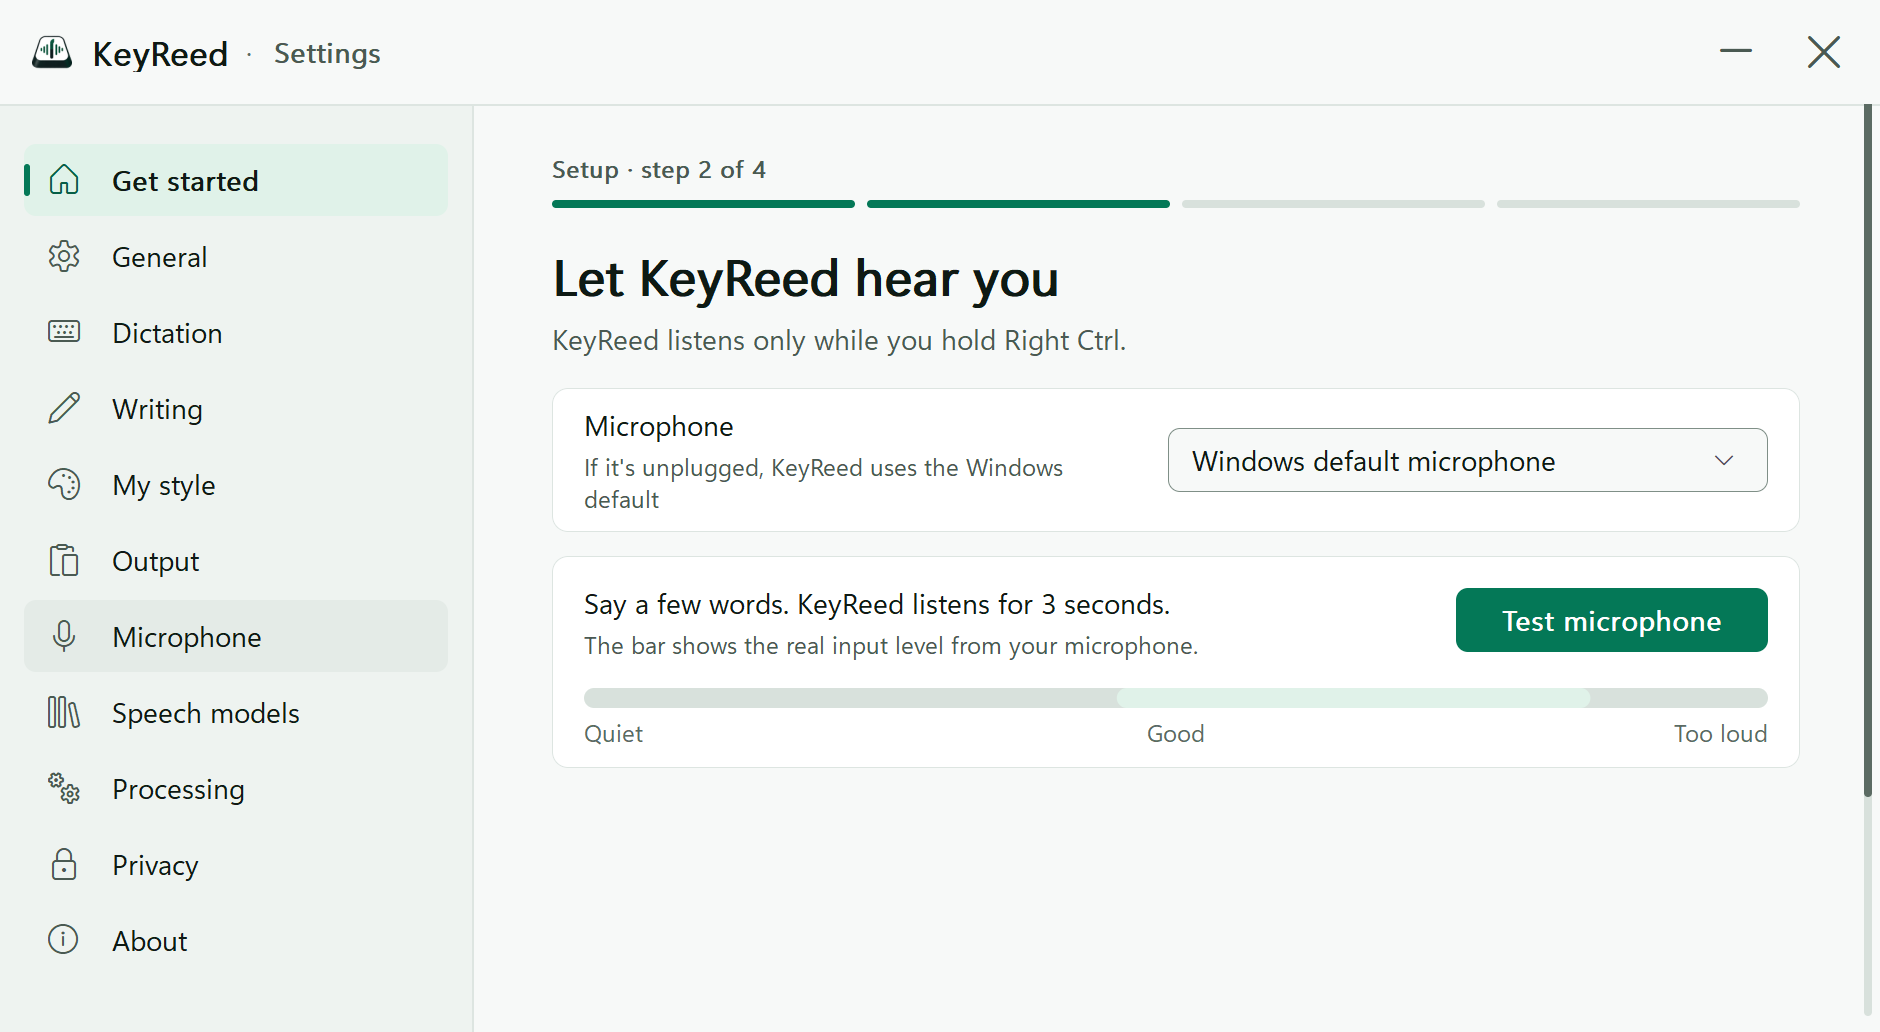 KeyReed · Settings
Get started
General
Dictation
Writing
My style
Output
Microphone
Speech models
Processing
Privacy
About
Setup · step 2 of 4
Let KeyReed hear you
KeyReed listens only while you hold Right Ctrl.
Microphone
If it's unplugged, KeyReed uses the Windows
default
Windows default microphone
Say a few words. KeyReed listens for 3 seconds.
The bar shows the real input level from your microphone.
Test microphone
Quiet Good Too loud